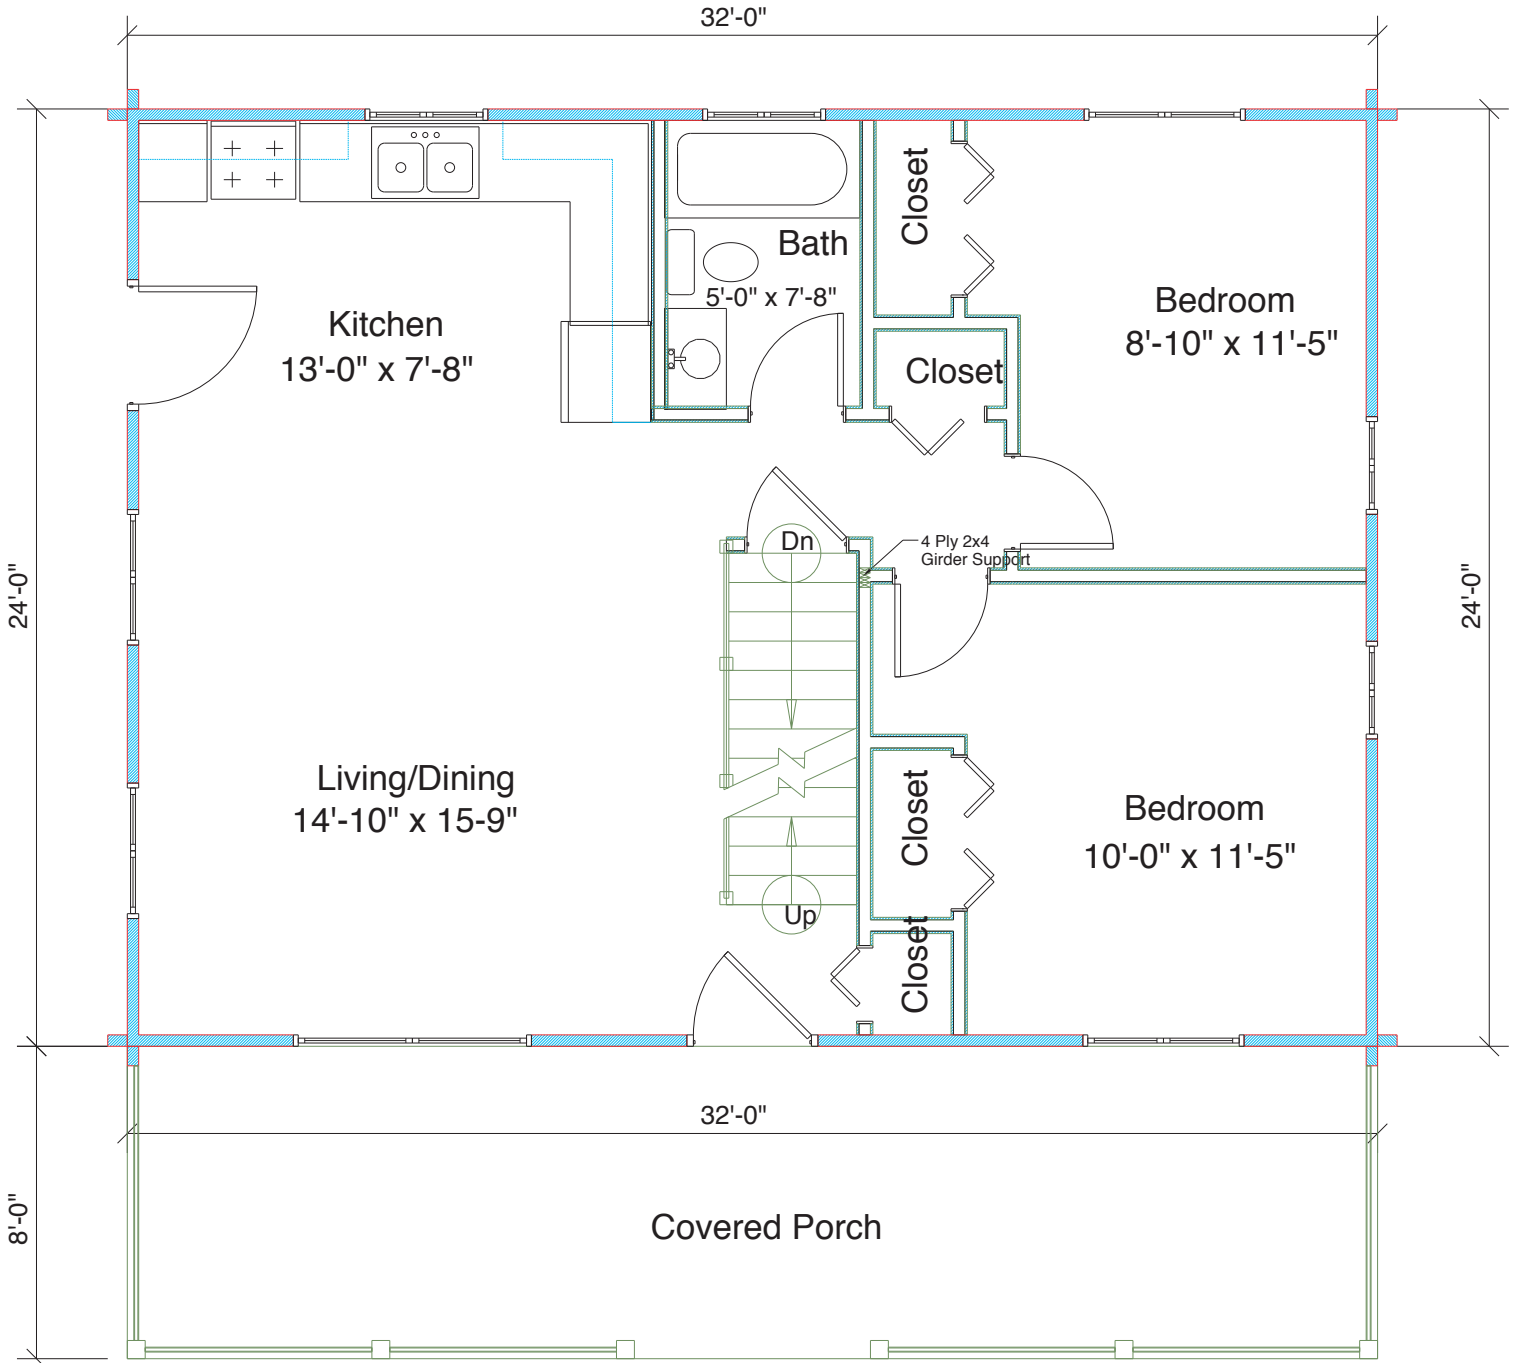 32'-0"
Closet
Bath
5'-0" x 7'-8"
Bedroom
8'-10" x 11'-5"
Kitchen
13'-0" x 7'-8"
Closet
Dn
4 Ply 2x4
Girder Support
24'-0"
24'-0"
Living/Dining
14'-10" x 15-9"
Closet
Bedroom
10'-0" x 11'-5"
Up
Closet
32'-0"
8'-0"
Covered Porch